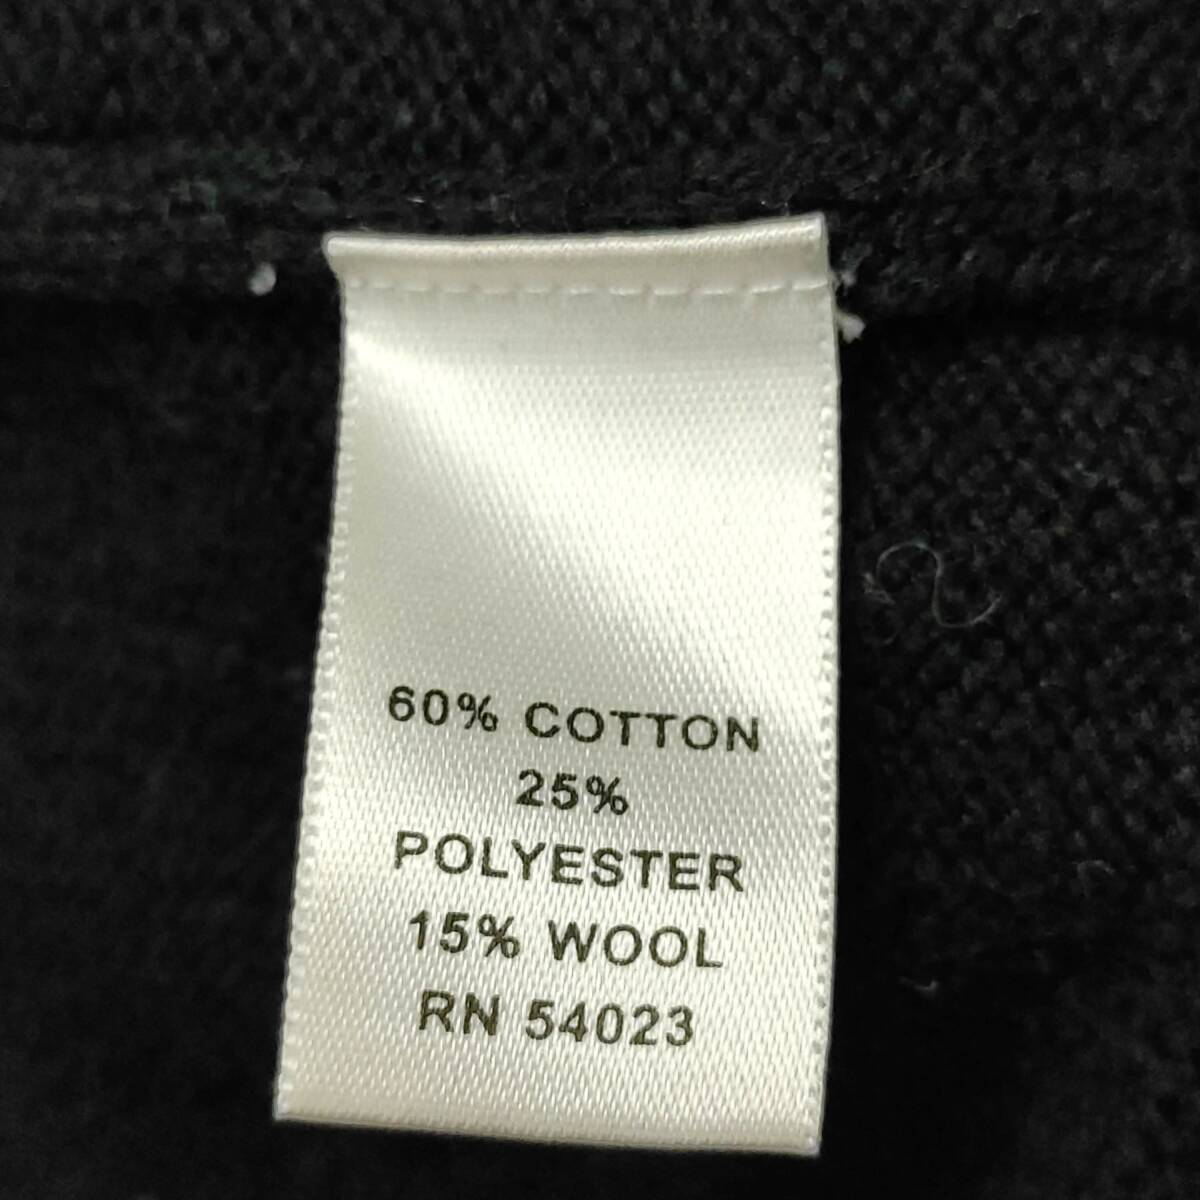 60% COTTON
25%
POLYESTER
15% WOOL
RN 54023